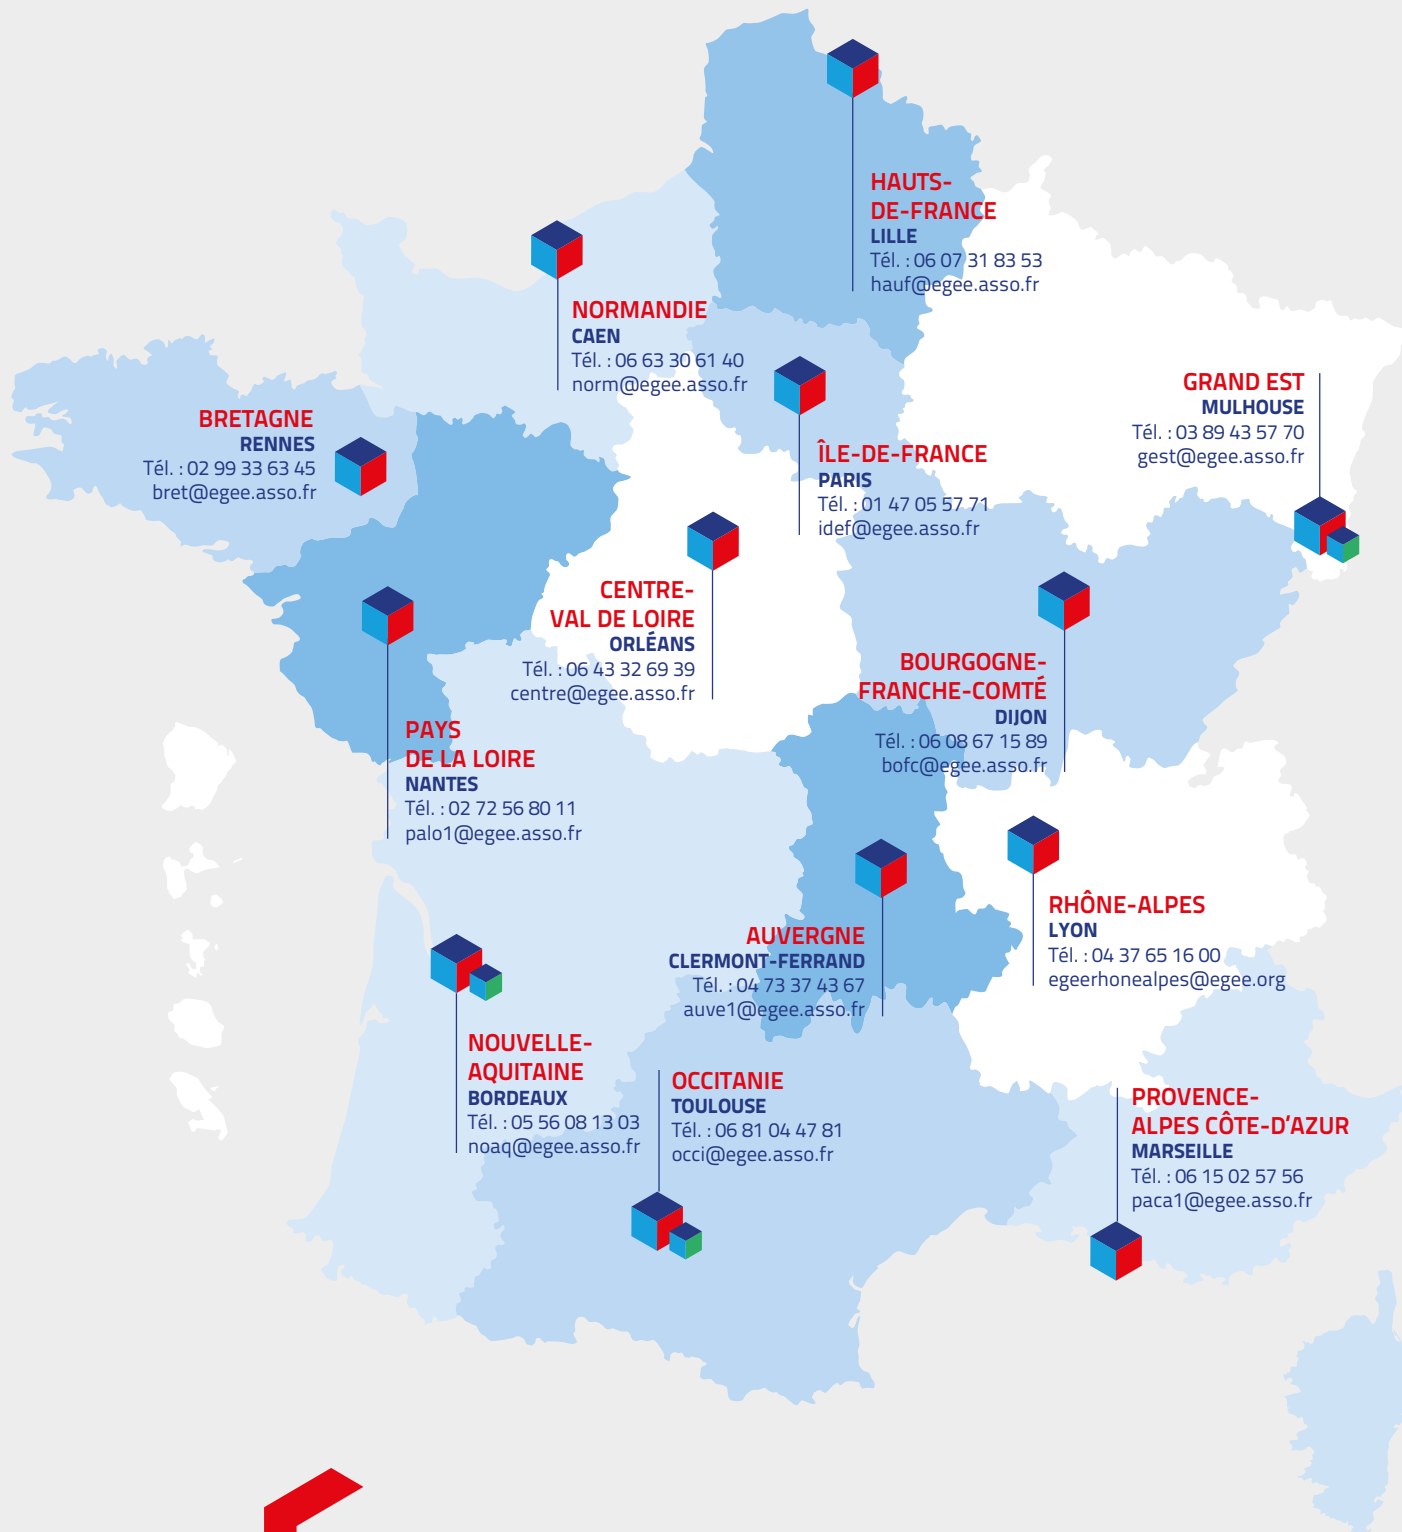 HAUTS-
DE-FRANCE
LILLE
Tél. : 06 07 31 83 53
hauf@egee.asso.fr
NORMANDIE
CAEN
Tél. : 06 63 30 61 40
norm@egee.asso.fr
GRAND EST
MULHOUSE
Tél. : 03 89 43 57 70
gest@egee.asso.fr
BRETAGNE
RENNES
Tél. : 02 99 33 63 45
bret@egee.asso.fr
ÎLE-DE-FRANCE
PARIS
Tél. : 01 47 05 57 71
idef@egee.asso.fr
CENTRE-
VAL DE LOIRE
ORLÉANS
Tél. : 06 43 32 69 39
centre@egee.asso.fr
BOURGOGNE-
FRANCHE-COMTÉ
DIJON
Tél. : 06 08 67 15 89
bofc@egee.asso.fr
PAYS
DE LA LOIRE
NANTES
Tél. : 02 72 56 80 11
palo1@egee.asso.fr
RHÔNE-ALPES
LYON
Tél. : 04 37 65 16 00
egeerhonealpes@egee.org
AUVERGNE
CLERMONT-FERRAND
Tél. : 04 73 37 43 67
auve1@egee.asso.fr
NOUVELLE-
AQUITAINE
BORDEAUX
Tél. : 05 56 08 13 03
noaq@egee.asso.fr
OCCITANIE
TOULOUSE
Tél. : 06 81 04 47 81
occi@egee.asso.fr
PROVENCE-
ALPES CÔTE-D'AZUR
MARSEILLE
Tél. : 06 15 02 57 56
paca1@egee.asso.fr